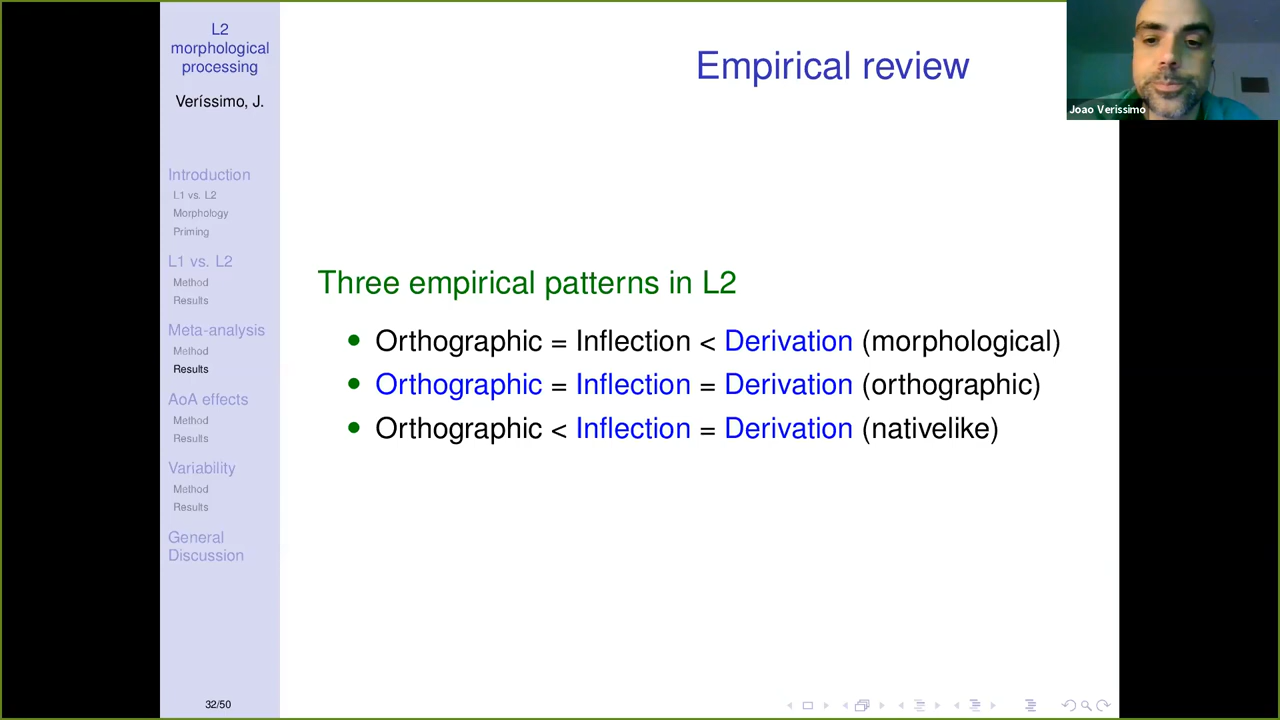 L2
morphological
processing
Veríssimo, J.
Introduction
L1 vs. L2
Morphology
Priming
L1 vs. L2
Method
Results
Meta-analysis
Method
Results
AoA effects
Method
Results
Variability
Method
Results
General
Discussion
32/50
Empirical review
Three empirical patterns in L2
• Orthographic = Inflection < Derivation (morphological)
• Orthographic = Inflection = Derivation (orthographic)
• Orthographic < Inflection = Derivation (nativelike)
Joao Verissimo